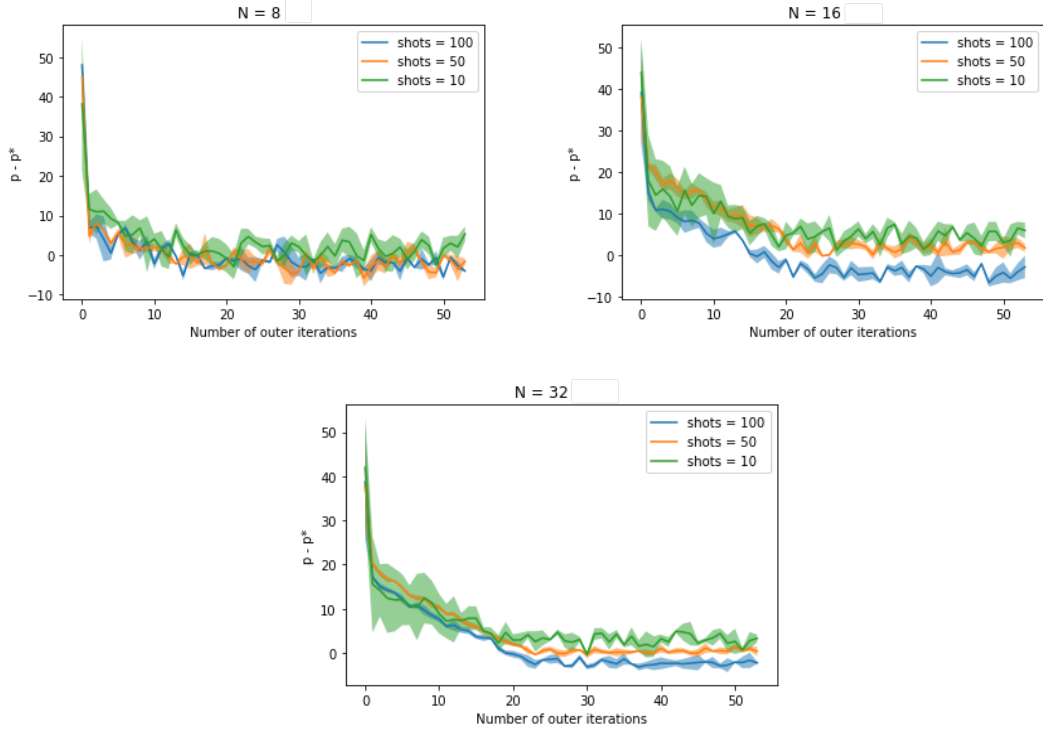 N = 8
shots = 100
shots = 50
shots = 10
50
40
30
20
10
0
−10
p - p*
0 10 20 30 40 50
Number of outer iterations
N = 16
shots = 100
shots = 50
shots = 10
50
40
30
20
10
0
−10
p - p*
0 10 20 30 40 50
Number of outer iterations
N = 32
shots = 100
shots = 50
shots = 10
50
40
30
20
10
0
p - p*
0 10 20 30 40 50
Number of outer iterations